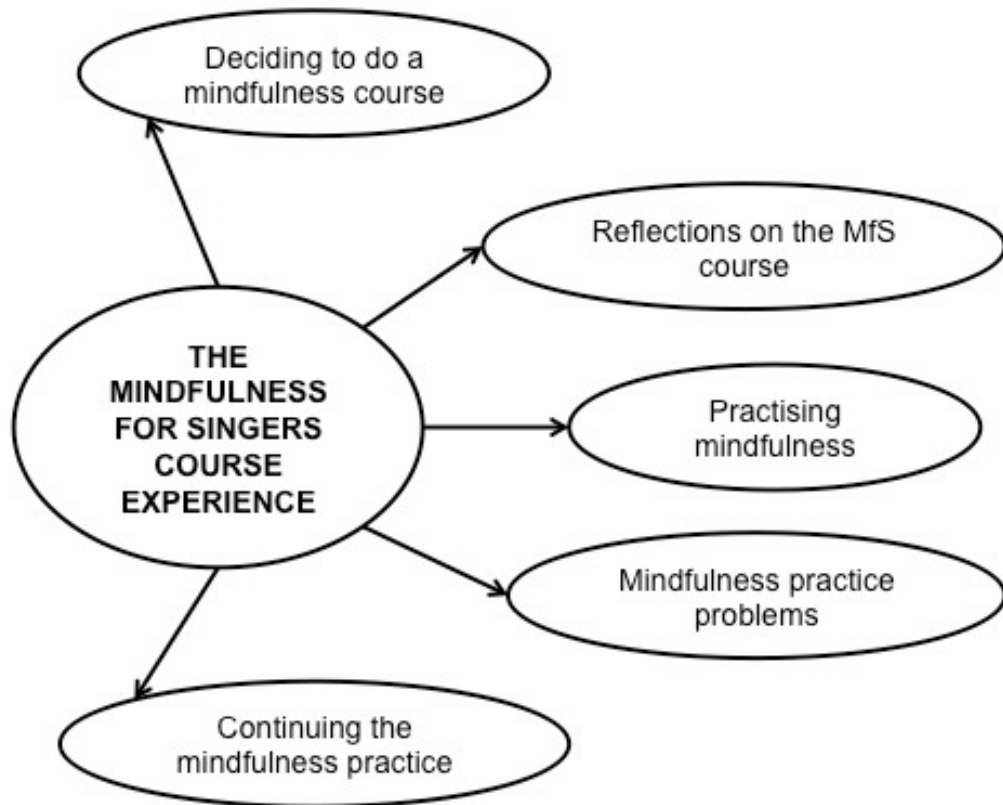 Deciding to do a
mindfulness course
Reflections on the MfS
course
THE
MINDFULNESS
FOR SINGERS
COURSE
EXPERIENCE
Practising
mindfulness
Mindfulness practice
problems
Continuing the
mindfulness practice